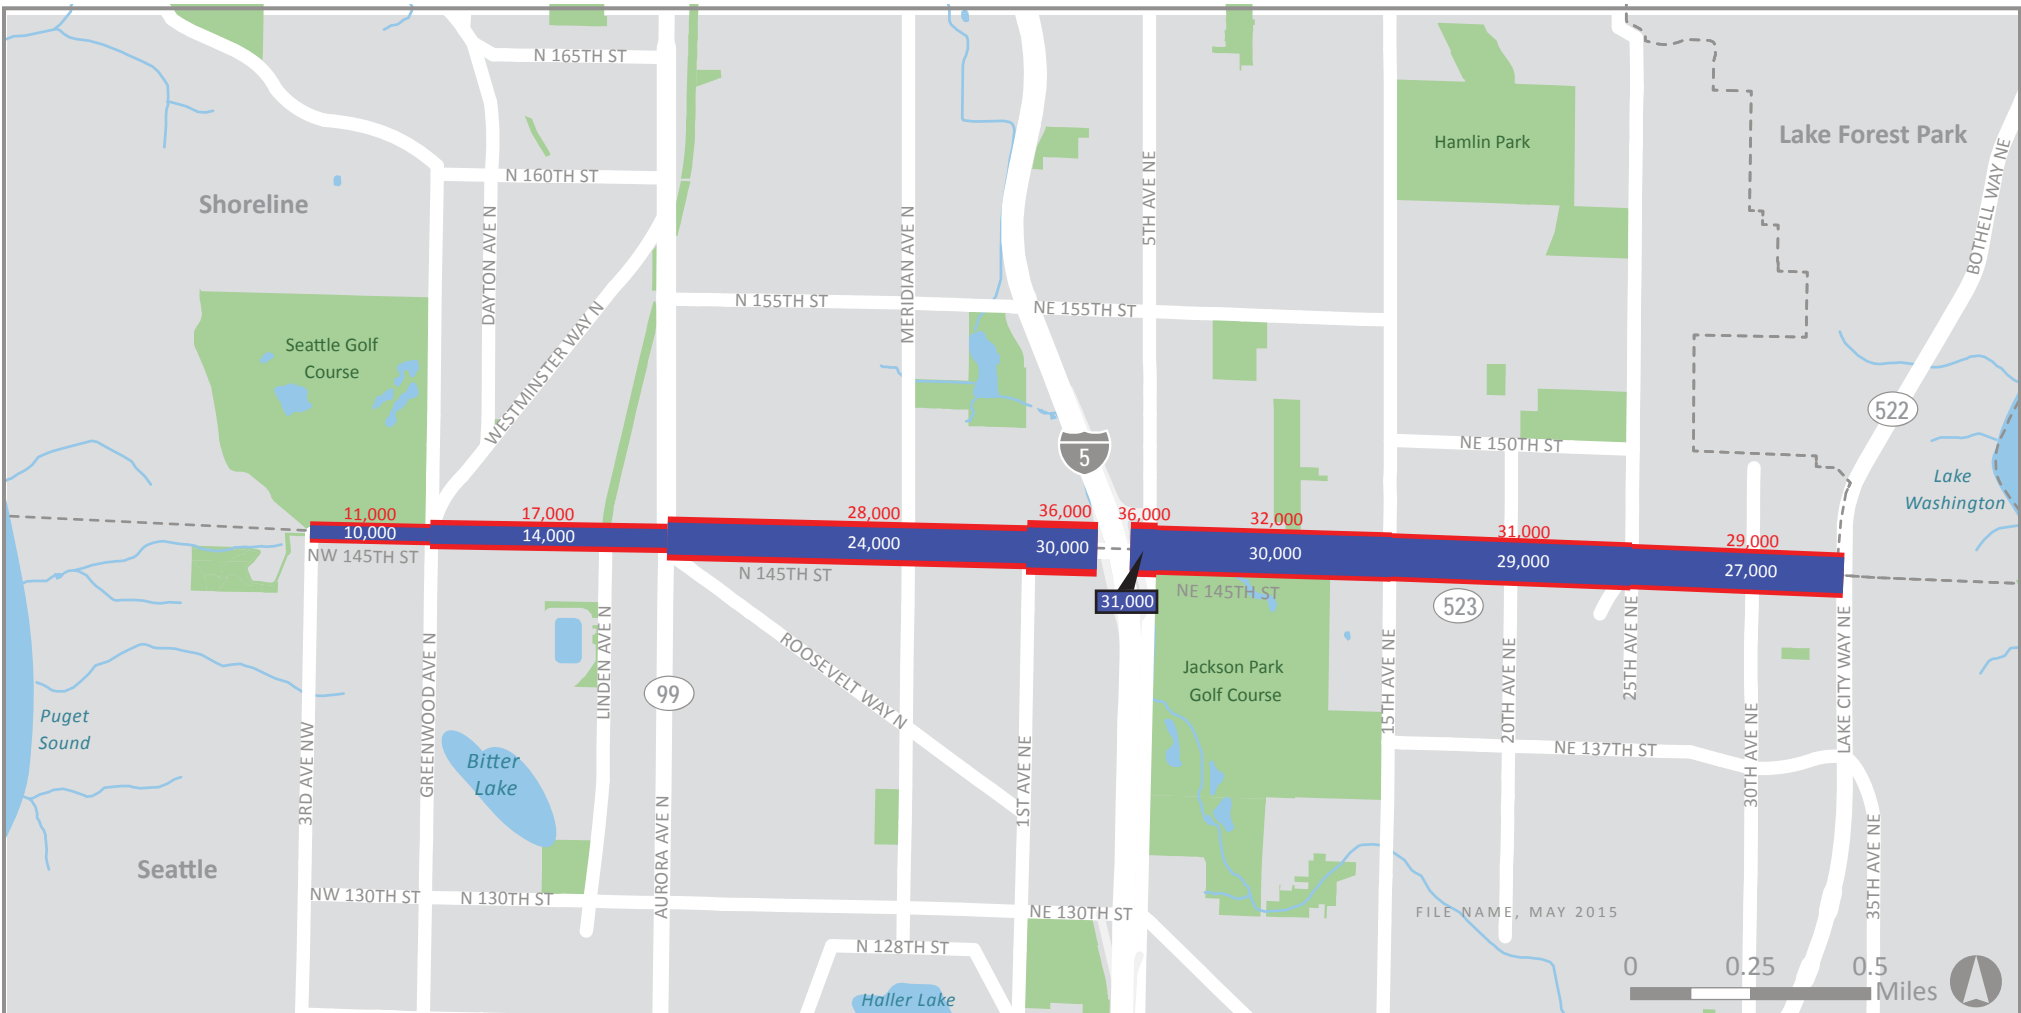 N 165TH ST
Hamlin Park
Lake Forest Park
N 160TH ST
Shoreline
DAYTON AVE N
MERIDIAN AVE N
5TH AVE NE
BOTHELL WAY NE
N 155TH ST
NE 155TH ST
Seattle Golf
Course
WESTMINSTER WAY N
522
5
NE 150TH ST
Lake
Washington
11,000
17,000
28,000
36,000
36,000
32,000
31,000
29,000
10,000
14,000
24,000
30,000
30,000
29,000
27,000
31,000
NW 145TH ST
N 145TH ST
NE 145TH ST
523
LINDEN AVE N
ROOSEVELT WAY N
Jackson Park
Golf Course
99
Puget
Sound
3RD AVE NW
GREENWOOD AVE N
Bitter
Lake
AURORA AVE N
1ST AVE NE
15TH AVE NE
20TH AVE NE
25TH AVE NE
30TH AVE NE
LAKE CITY WAY NE
35TH AVE NE
NE 137TH ST
Seattle
NW 130TH ST
N 130TH ST
NE 130TH ST
FILE NAME, MAY 2015
N 128TH ST
Haller Lake
0 0.25 0.5
Miles